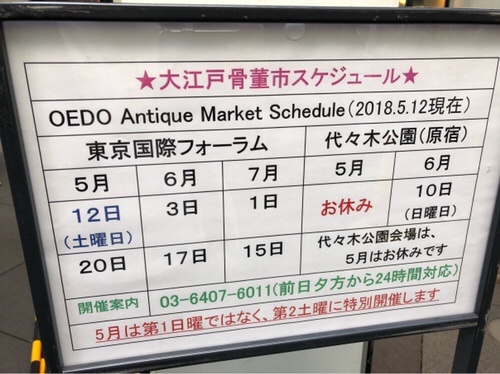 ★大江戸骨董市スケジュール★
OEDO Antique Market Schedule(2018.5.12現在)
東京国際フォーラム 代々木公園(原宿)
5月 6月 7月 5月 6月
12日 3日 1日 お休み 10日
(土曜日) (日曜日)
20日 17日 15日 代々木公園会場は、
5月はお休みです
開催案内 03-6407-6011(前日夕方から24時間対応)
5月は第1日曜ではなく、第2土曜に特別開催します